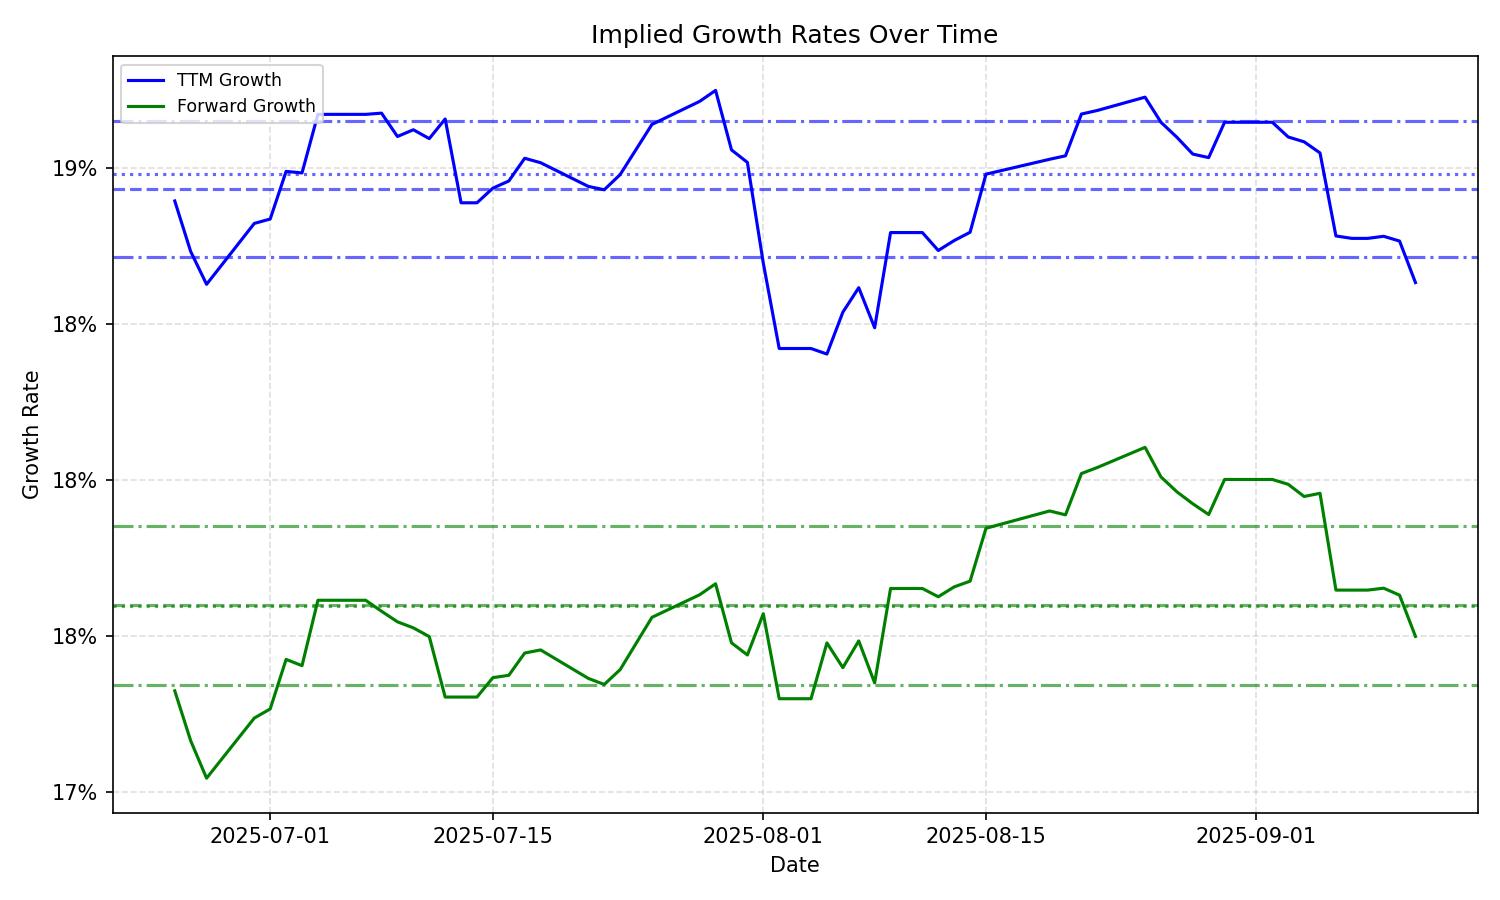 Implied Growth Rates Over Time
TTM Growth
Forward Growth
19%
18%
18%
18%
17%
Growth Rate
2025-07-01
2025-07-15
2025-08-01
2025-08-15
2025-09-01
Date